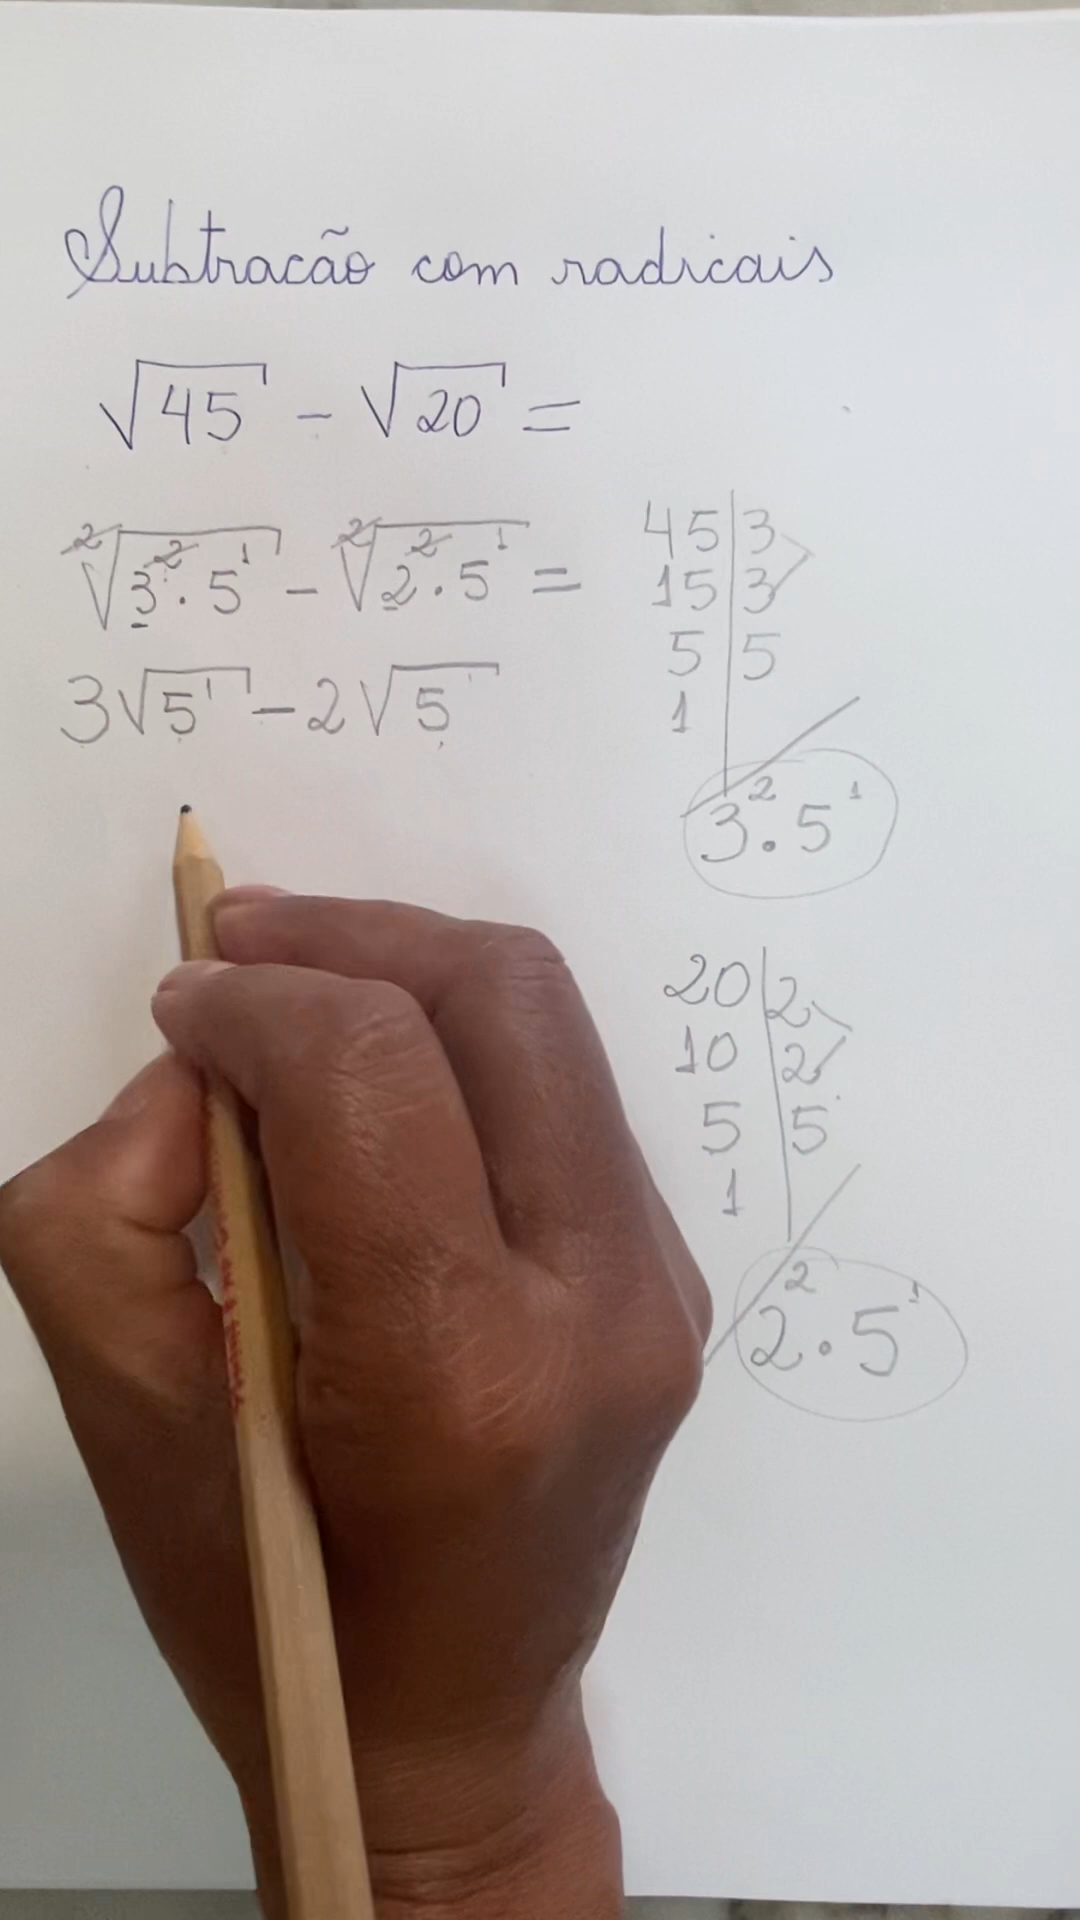 Subtracão com radicais
√45 - √20 =
²√3² · 5¹ - ²√2² · 5¹ =
3√5¹ - 2√5
45|3
15|3
5|5
1
3² · 5¹
20|2
10|2
5|5
1
2² · 5¹